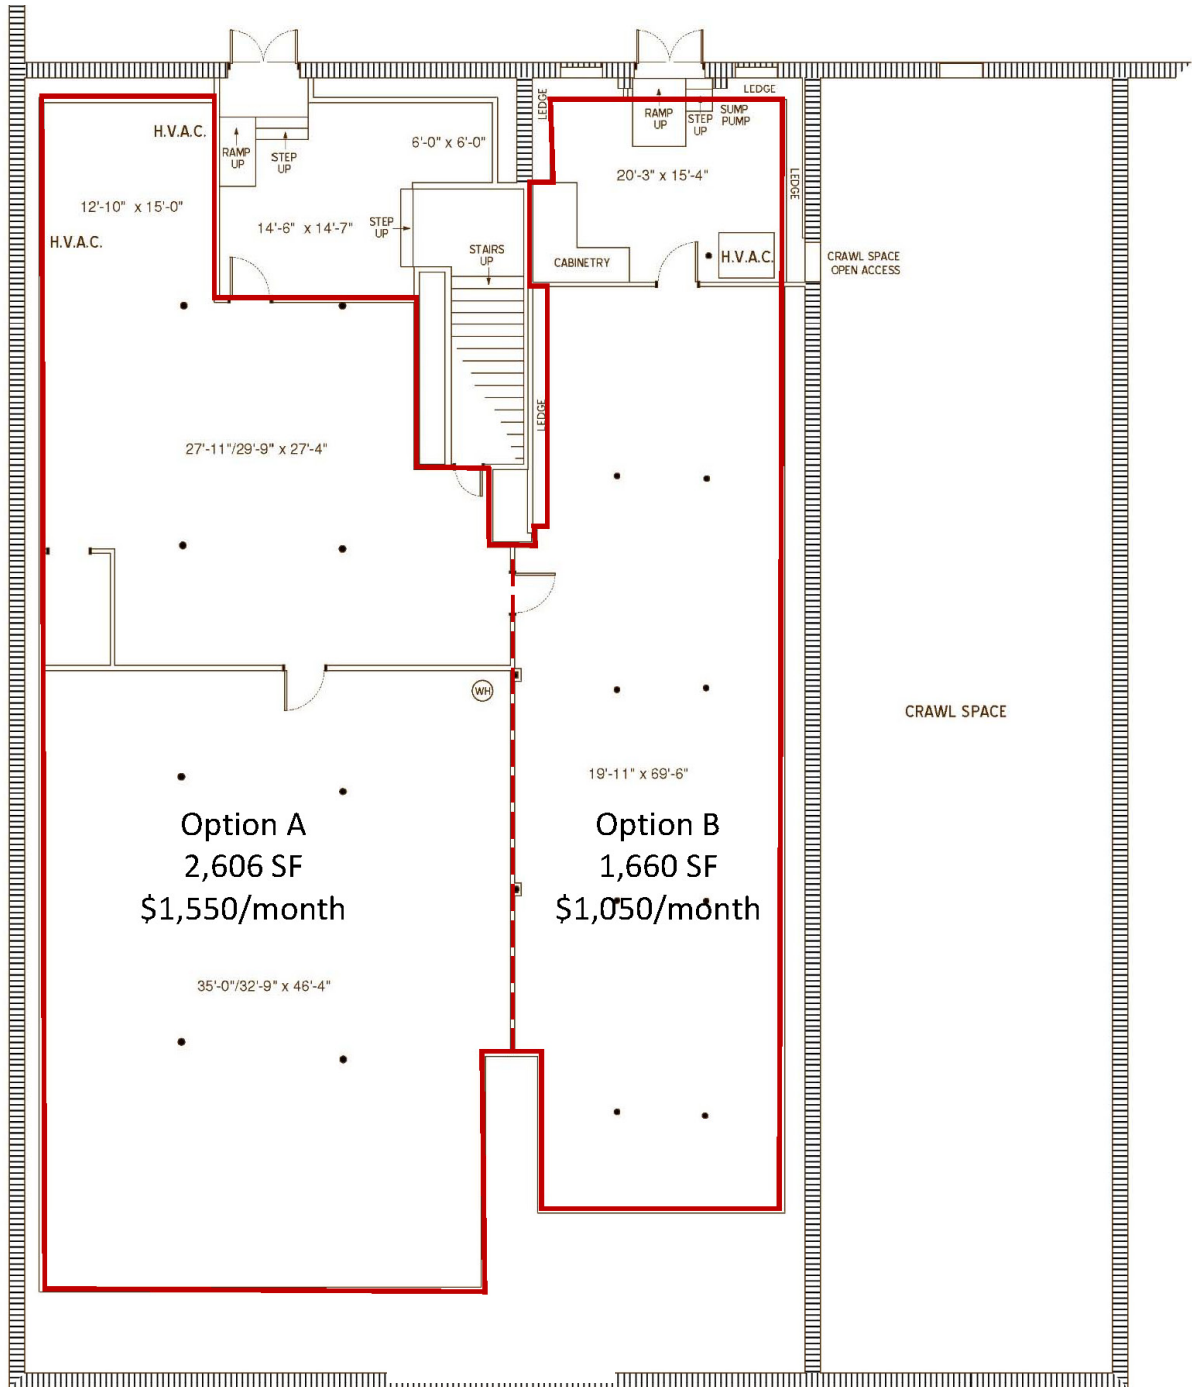 H.V.A.C.
RAMP
UP
STEP
UP
6'-0" x 6'-0"
12'-10" x 15'-0"
H.V.A.C.
14'-6" x 14'-7"
STEP
UP
STAIRS
UP
27'-11"/29'-9" x 27'-4"
WH
Option A
2,606 SF
$1,550/month
35'-0"/32'-9" x 46'-4"
LEDGE
LEDGE
RAMP
UP
STEP
UP
SUMP
PUMP
20'-3" x 15'-4"
LEDGE
CABINETRY
H.V.A.C.
LEDGE
19'-11" x 69'-6"
Option B
1,660 SF
$1,050/month
CRAWL SPACE
OPEN ACCESS
CRAWL SPACE